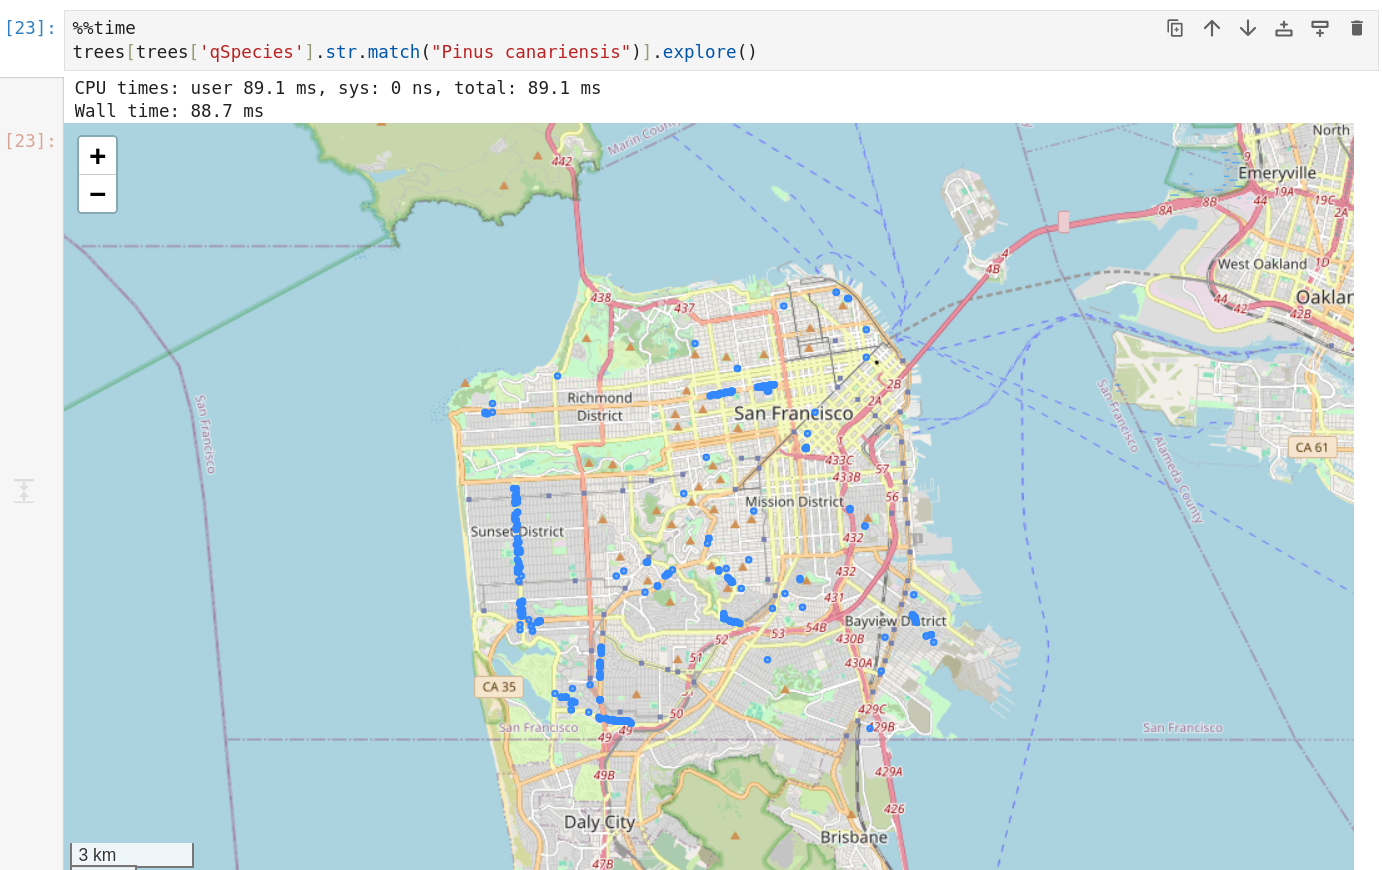 [23]:
%%time
trees[trees['qSpecies'].str.match("Pinus canariensis")].explore()
CPU times: user 89.1 ms, sys: 0 ns, total: 89.1 ms
Wall time: 88.7 ms
[23]:
+
−
442
Marin County
North
9
Emeryville
19A
19C
8B
44
2A
8A
4
4B
West Oakland
1D
44
42
42B
Oaklan
438
437
2B
2A
Richmond
District
San Francisco
San Francisco
San Francisco
Alameda County
CA 61
433C
57
433B
56
Mission District
Sunset District
432
432
431
Bayview District
54B
53
52
430B
51
430A
CA 35
50
49
49
429C
429B
San Francisco
San Francisco
49B
429A
426
Daly City
Brisbane
47B
3 km